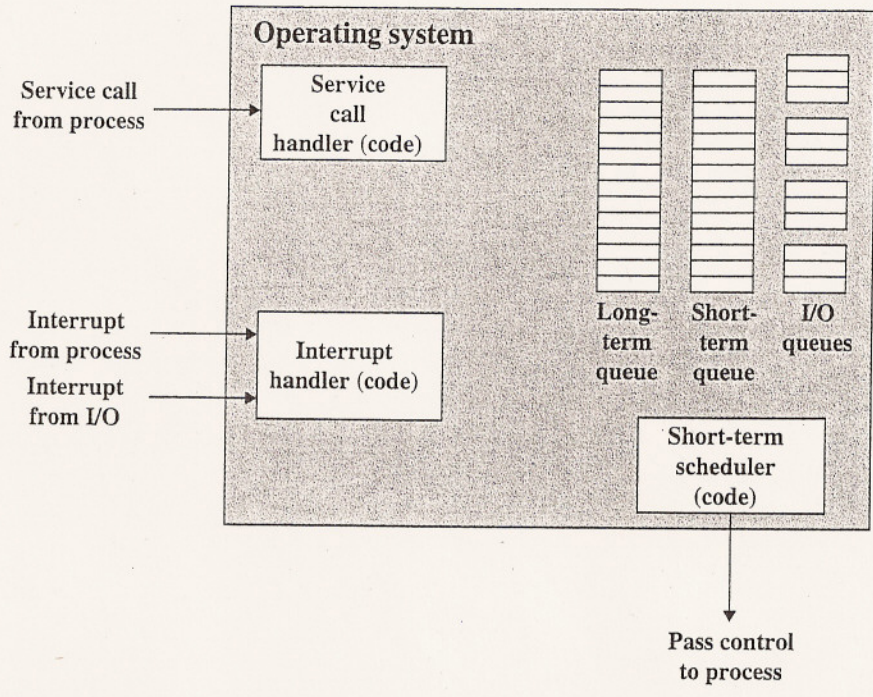 Operating system
Service call
from process
Service
call
handler (code)
Interrupt
from process
Interrupt
from I/O
Interrupt
handler (code)
Long-
term
queue
Short-
term
queue
I/O
queues
Short-term
scheduler
(code)
Pass control
to process